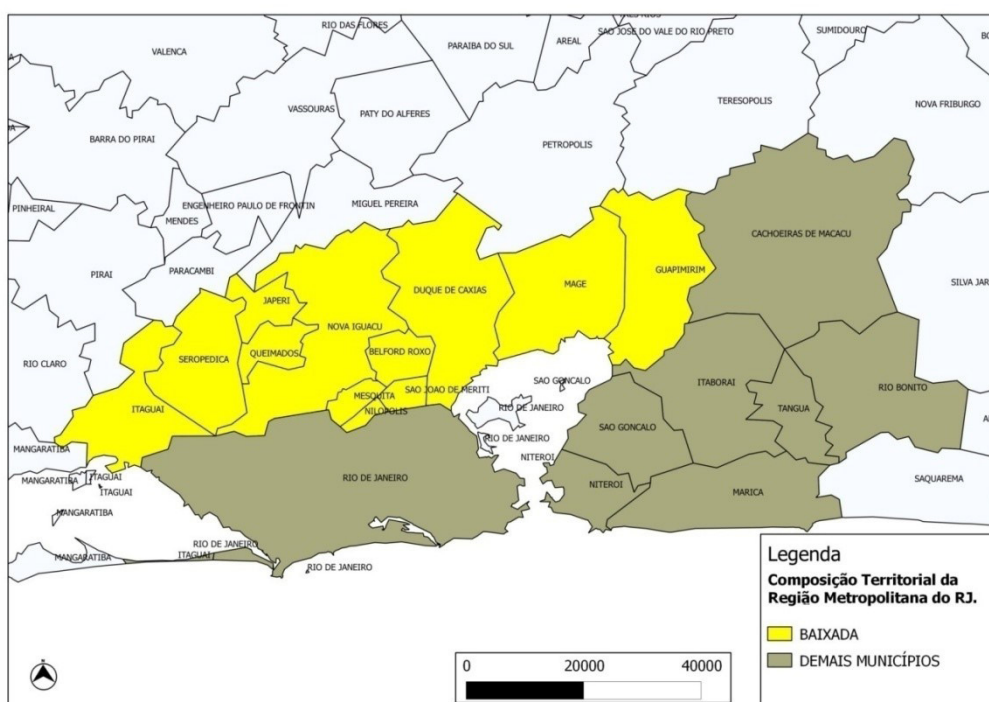 RIO DAS FLORES
SAO JOSE DO VALE DO RIO PRETO
SUMIDOURO
VALENCA
PARAIBA DO SUL
AREAL
TERESOPOLIS
NOVA FRIBURGO
VASSOURAS
PATY DO ALFERES
BARRA DO PIRAI
PETROPOLIS
PINHEIRAL
ENGENHEIRO PAULO DE FRONTIN
MIGUEL PEREIRA
MENDES
CACHOEIRAS DE MACACU
PIRAI
PARACAMBI
GUAPIMIRIM
DUQUE DE CAXIAS
MAGE
SILVA JAR
JAPERI
NOVA IGUACU
RIO CLARO
SEROPEDICA
QUEIMADOS
BELFORD ROXO
ITABORAI
RIO BONITO
SAO GONCALO
MESQUITA
SAO JOAO DE MERITI
ITAGUAI
NILOPOLIS
RIO DE JANEIRO
TANGUA
SAO GONCALO
RIO DE JANEIRO
MANGARATIBA
NITEROI
RIO DE JANEIRO
ITAGUAI
MANGARATIBA
ITAGUAI
NITEROI
MARICA
SAQUAREMA
MANGARATIBA
RIO DE JANEIRO
MANGARATIBA
ITAGUAI
RIO DE JANEIRO
Legenda
Composição Territorial da
Região Metropolitana do RJ.
BAIXADA
DEMAIS MUNICÍPIOS
0 20000 40000
N